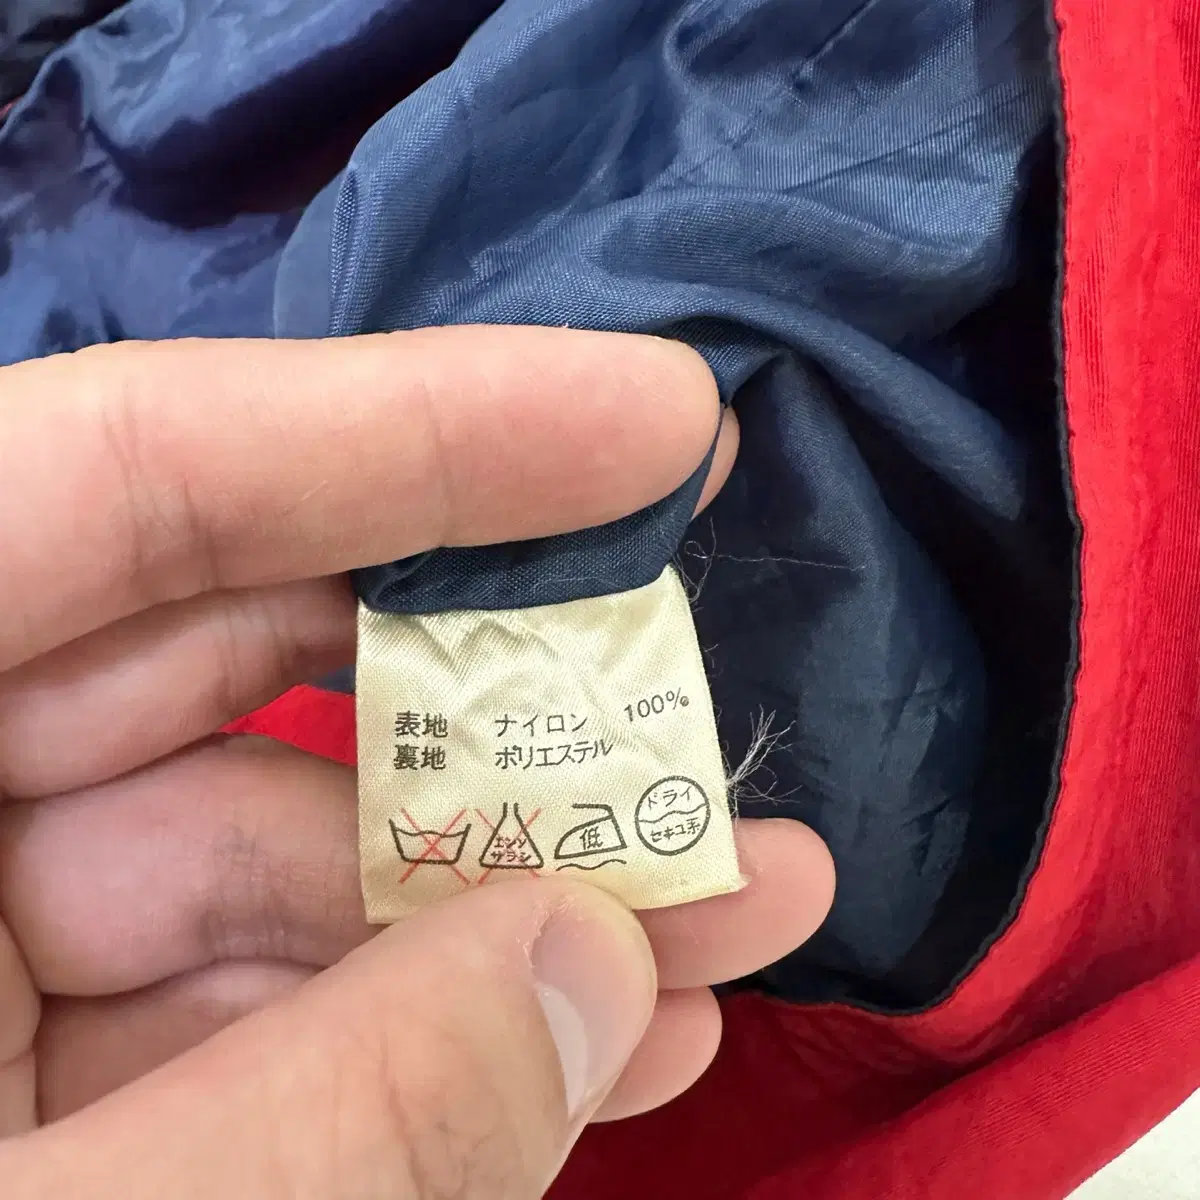 表地 ナイロン 100%
裏地 ポリエステル
エンソ
サラシ
低
ドライ
セキユ系